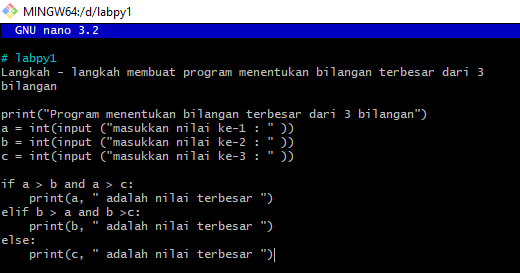 MINGW64:/d/labpy1
GNU nano 3.2
# labpy1
Langkah - langkah membuat program menentukan bilangan terbesar dari 3
bilangan
print("Program menentukan bilangan terbesar dari 3 bilangan")
a = int(input ("masukkan nilai ke-1 : " ))
b = int(input ("masukkan nilai ke-2 : " ))
c = int(input ("masukkan nilai ke-3 : " ))
if a > b and a > c:
    print(a, " adalah nilai terbesar ")
elif b > a and b >c:
    print(b, " adalah nilai terbesar ")
else:
    print(c, " adalah nilai terbesar ")